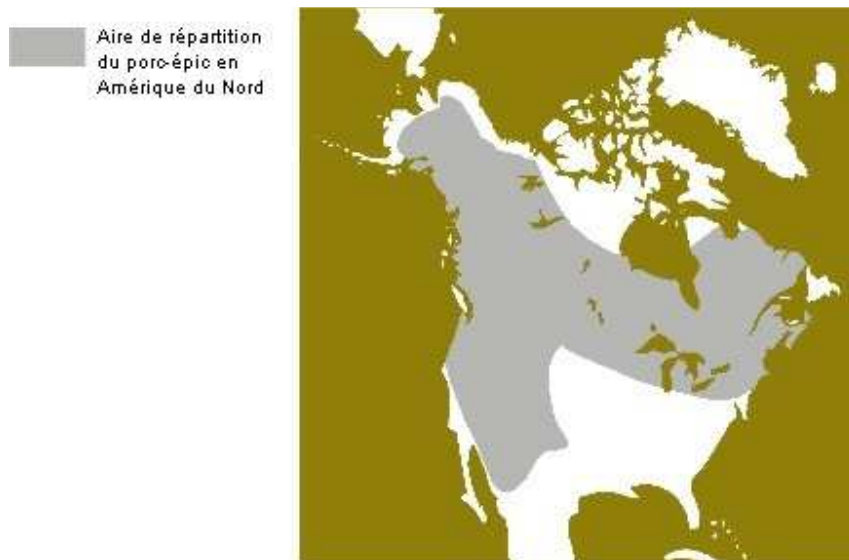 Aire de répartition
du porc-épic en
Amérique du Nord